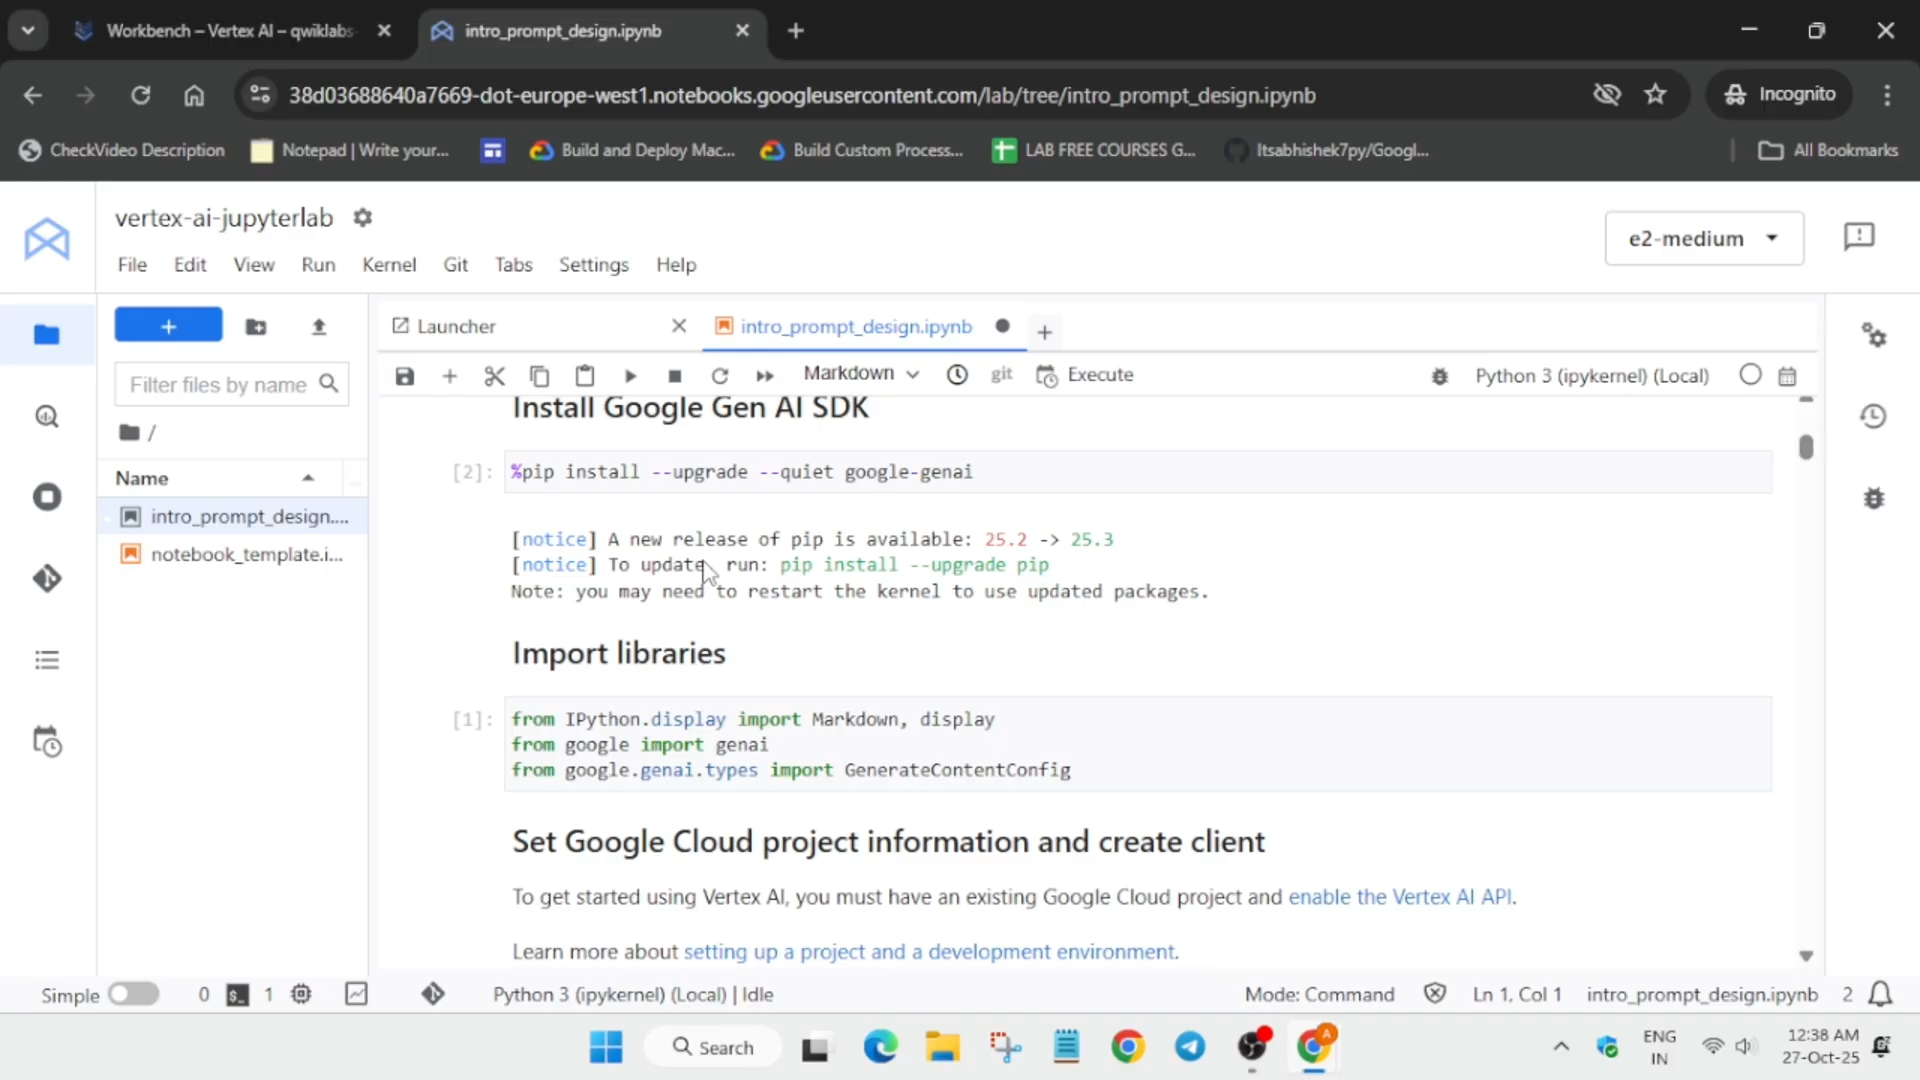 Workbench – Vertex AI – qwiklabs
intro_prompt_design.ipynb
38d03688640a7669-dot-europe-west1.notebooks.googleusercontent.com/lab/tree/intro_prompt_design.ipynb
Incognito
CheckVideo Description
Notepad | Write your...
Build and Deploy Mac...
Build Custom Process...
LAB FREE COURSES G...
Itsabhishek7py/Googl...
All Bookmarks
vertex-ai-jupyterlab
e2-medium
File Edit View Run Kernel Git Tabs Settings Help
Launcher
intro_prompt_design.ipynb
Filter files by name
Markdown
git
Execute
Python 3 (ipykernel) (Local)
/
Name
intro_prompt_design....
notebook_template.i...
Install Google Gen AI SDK
[2]: %pip install --upgrade --quiet google-genai
[notice] A new release of pip is available: 25.2 -> 25.3
[notice] To update, run: pip install --upgrade pip
Note: you may need to restart the kernel to use updated packages.
Import libraries
[1]: from IPython.display import Markdown, display
from google import genai
from google.genai.types import GenerateContentConfig
Set Google Cloud project information and create client
To get started using Vertex AI, you must have an existing Google Cloud project and enable the Vertex AI API.
Learn more about setting up a project and a development environment.
Simple
0
$_
1
Python 3 (ipykernel) (Local) | Idle
Mode: Command
Ln 1, Col 1
intro_prompt_design.ipynb
2
Search
A
ENG
IN
12:38 AM
27-Oct-25